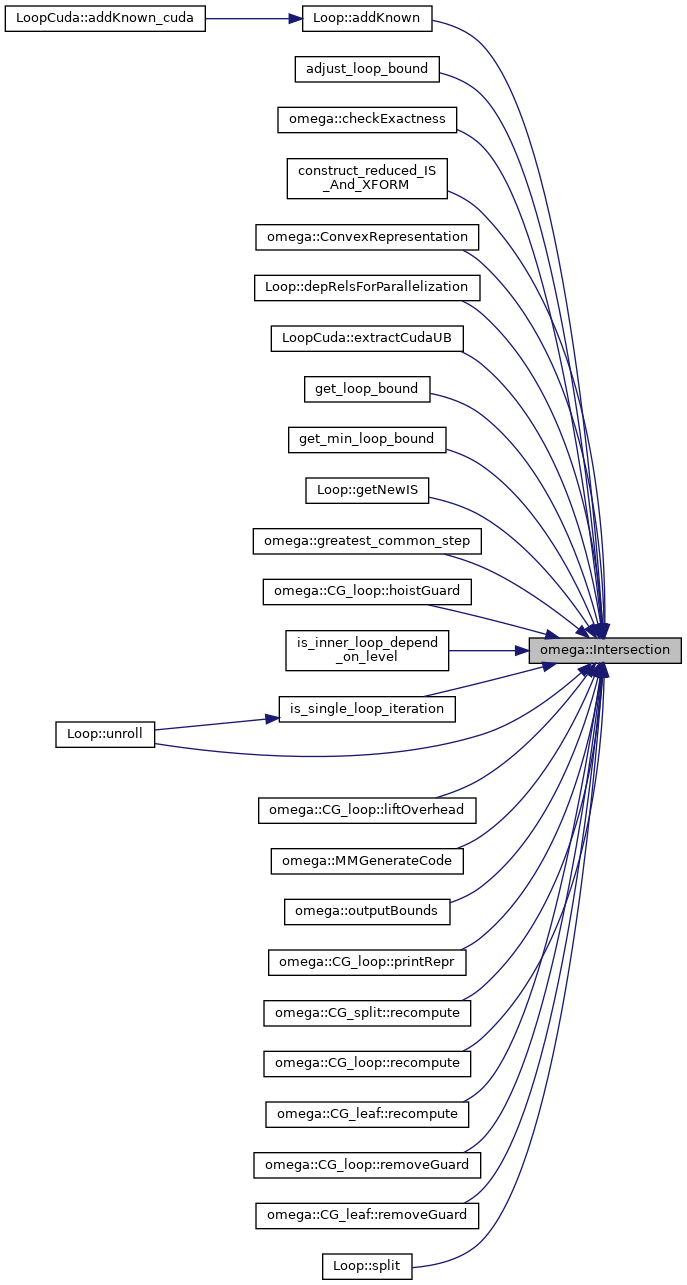 LoopCuda::addKnown_cuda
Loop::addKnown
adjust_loop_bound
omega::checkExactness
construct_reduced_IS
_And_XFORM
omega::ConvexRepresentation
Loop::depRelsForParallelization
LoopCuda::extractCudaUB
get_loop_bound
get_min_loop_bound
Loop::getNewIS
omega::greatest_common_step
omega::CG_loop::hoistGuard
omega::Intersection
is_inner_loop_depend
_on_level
is_single_loop_iteration
Loop::unroll
omega::CG_loop::liftOverhead
omega::MMGenerateCode
omega::outputBounds
omega::CG_loop::printRepr
omega::CG_split::recompute
omega::CG_loop::recompute
omega::CG_leaf::recompute
omega::CG_loop::removeGuard
omega::CG_leaf::removeGuard
Loop::split